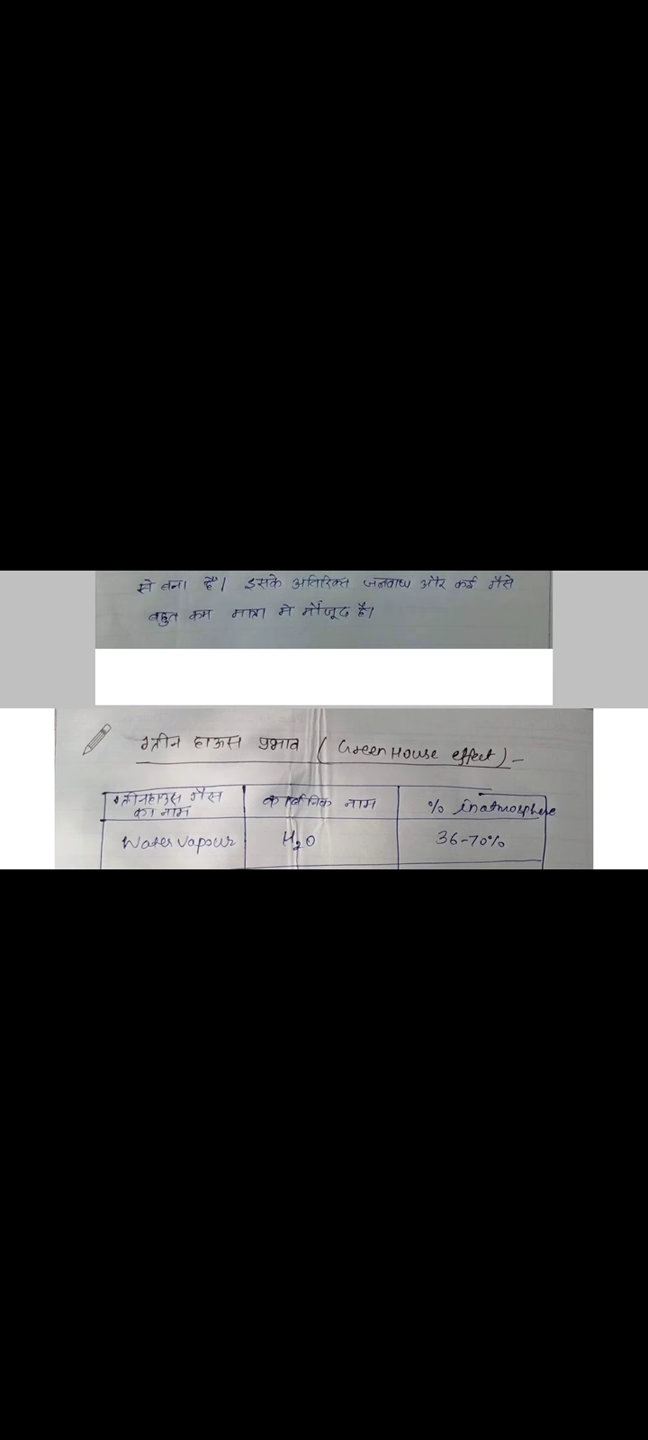 से बना है। इसके अतिरिक्त जलवाष्प और कई गैसे
बहुत कम मात्रा मे मौजूद है।
ग्रीन हाऊस प्रभाव (Green House effect) -
ग्रीनहाउस गैस का नाम | कार्बनिक नाम | % in atmosphere
Water vapour | H₂O | 36-70%